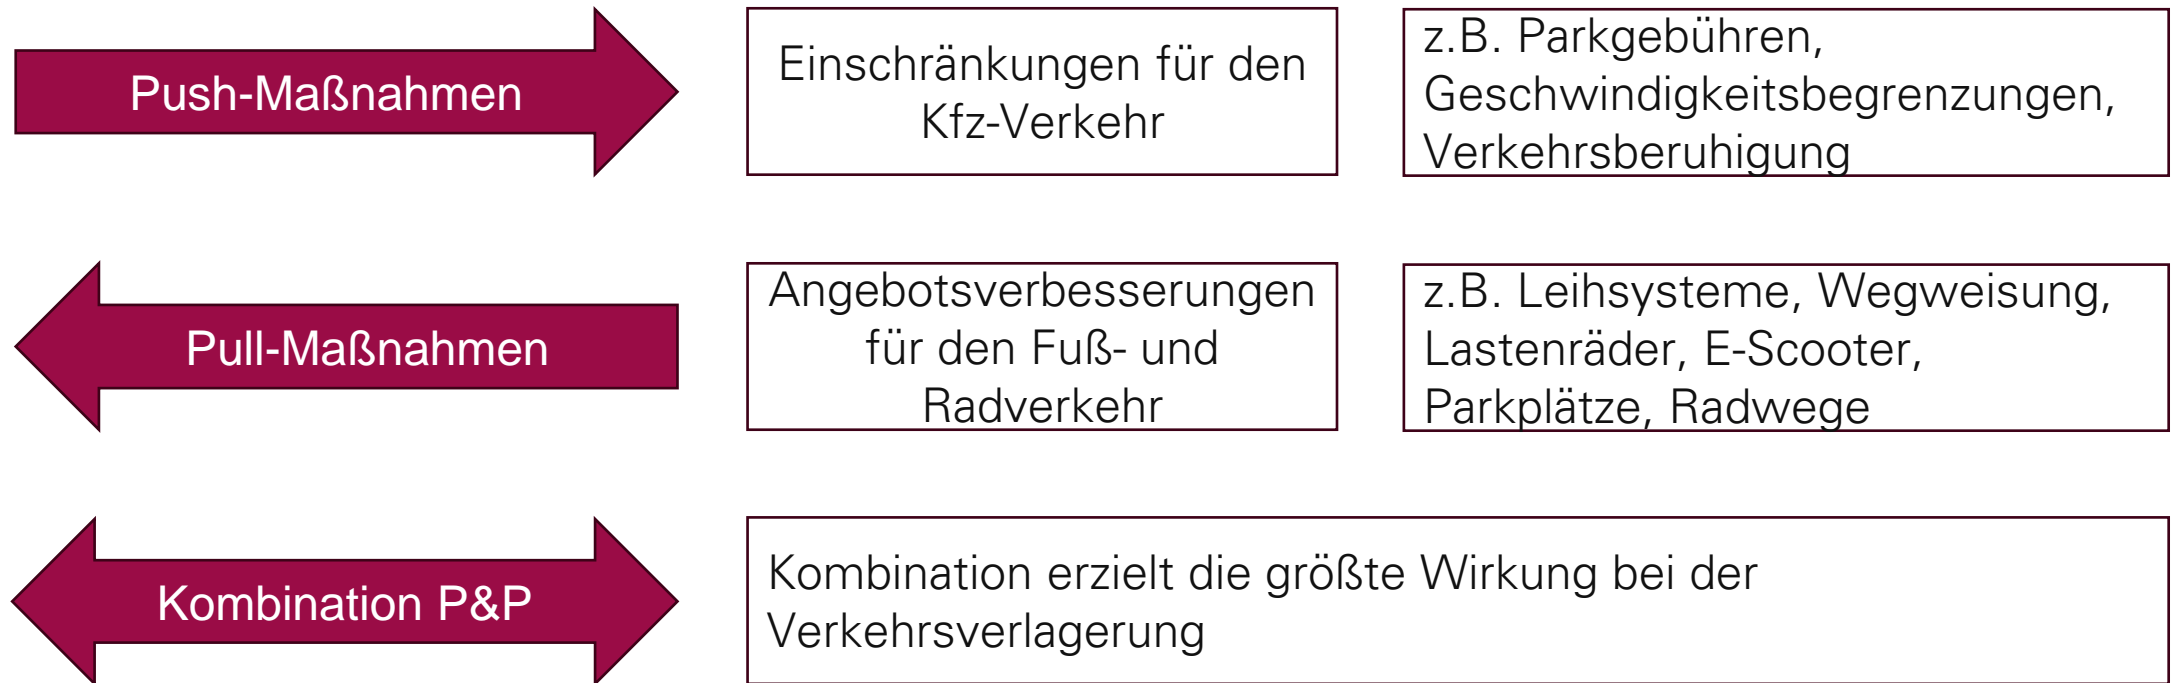 Push-Maßnahmen
Einschränkungen für den
Kfz-Verkehr
z.B. Parkgebühren,
Geschwindigkeitsbegrenzungen,
Verkehrsberuhigung
Pull-Maßnahmen
Angebotsverbesserungen
für den Fuß- und
Radverkehr
z.B. Leihsysteme, Wegweisung,
Lastenräder, E-Scooter,
Parkplätze, Radwege
Kombination P&P
Kombination erzielt die größte Wirkung bei der
Verkehrsverlagerung